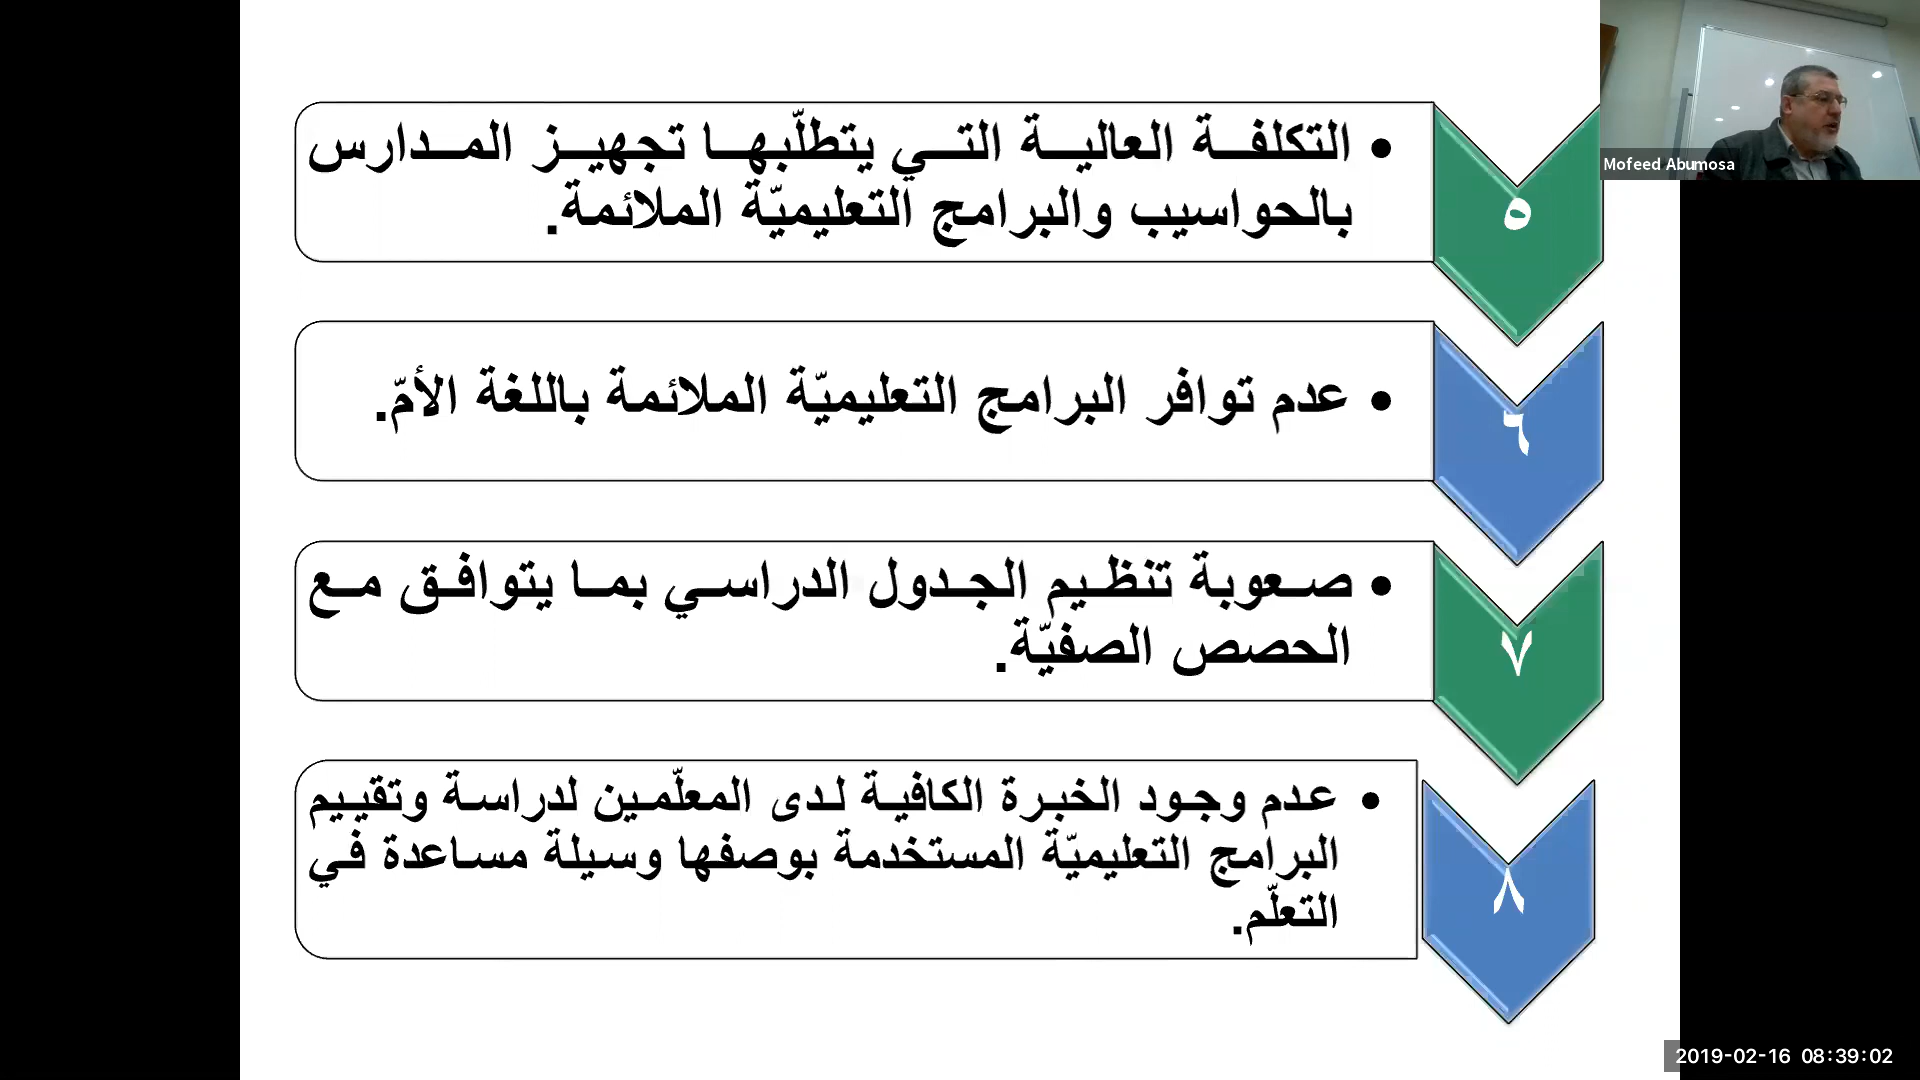 ٥
• التكلفة العالية التي يتطلّبها تجهيز المدارس
بالحواسيب والبرامج التعليميّة الملائمة.
٦
• عدم توافر البرامج التعليميّة الملائمة باللغة الأمّ.
٧
• صعوبة تنظيم الجدول الدراسي بما يتوافق مع
الحصص الصفيّة.
٨
• عدم وجود الخبرة الكافية لدى المعلّمين لدراسة وتقييم
البرامج التعليميّة المستخدمة بوصفها وسيلة مساعدة في
التعلّم.
Mofeed Abumosa
2019-02-16 08:39:02